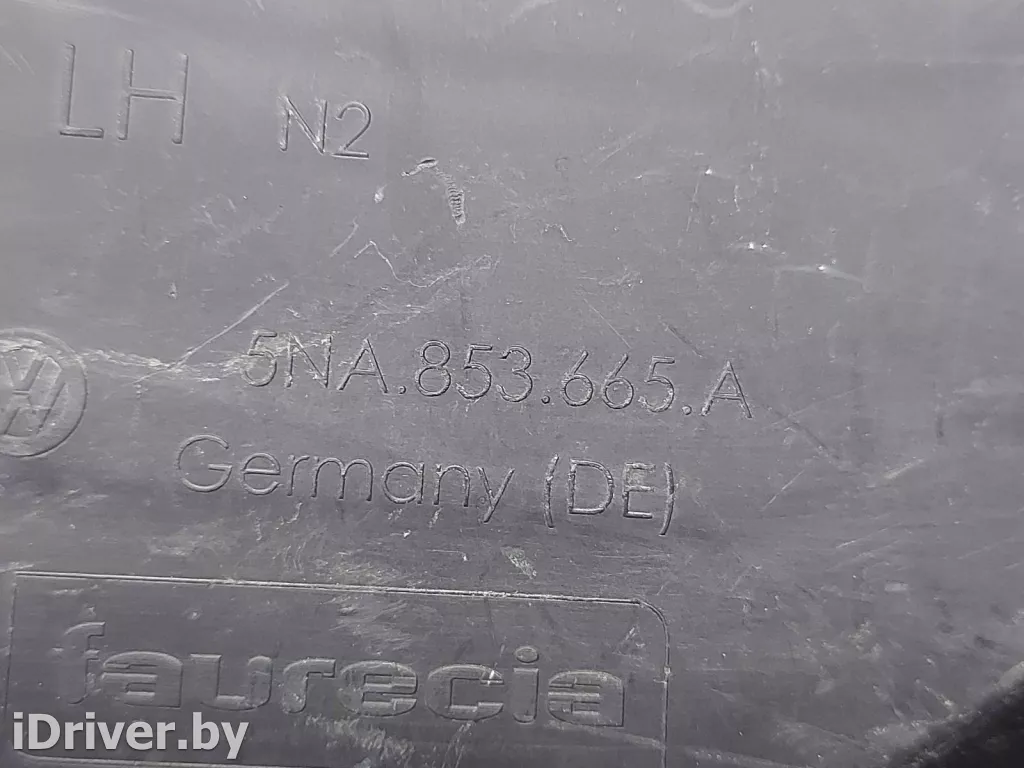 LH N2
5NA.853.665.A
Germany (DE)
faurecia
iDriver.by